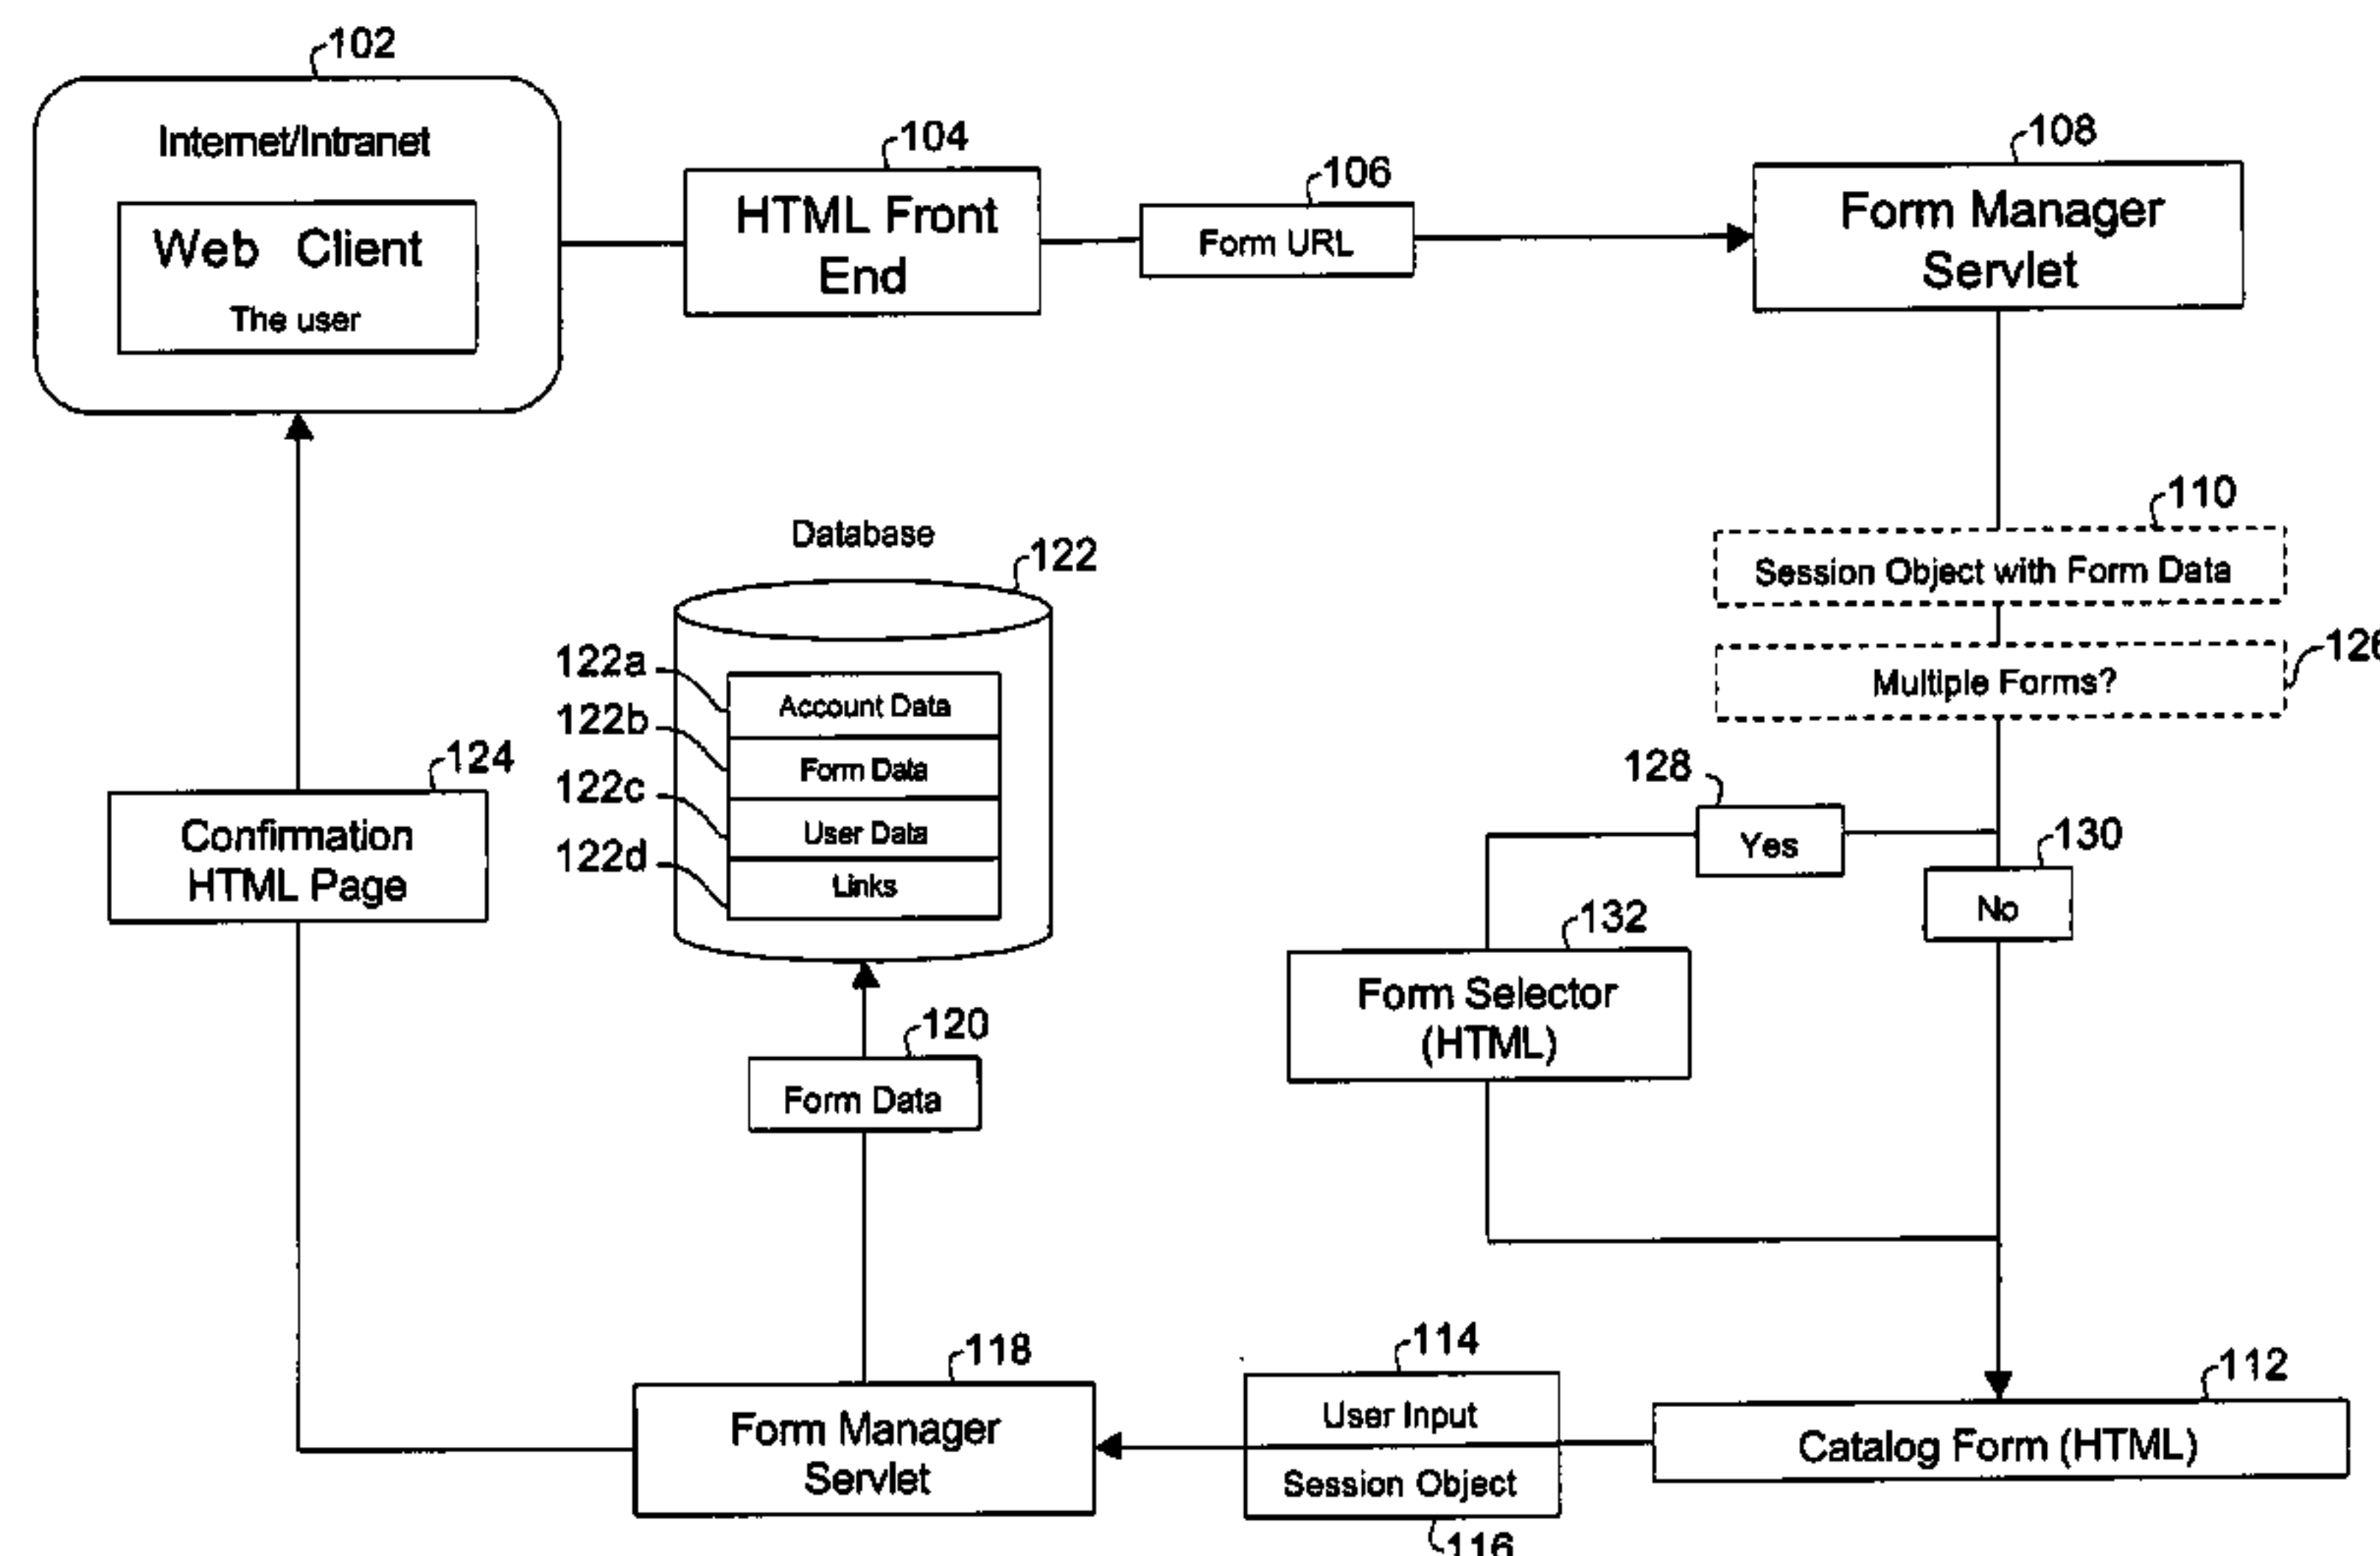 102
Internet/Intranet
Web Client
The user
104
HTML Front
End
106
Form URL
108
Form Manager
Servlet
110
Session Object with Form Data
126
Multiple Forms?
128
Yes
130
No
132
Form Selector
(HTML)
Database
122
122a
Account Data
122b
Form Data
122c
User Data
122d
Links
124
Confirmation
HTML Page
120
Form Data
118
Form Manager
Servlet
114
User Input
Session Object
116
112
Catalog Form (HTML)